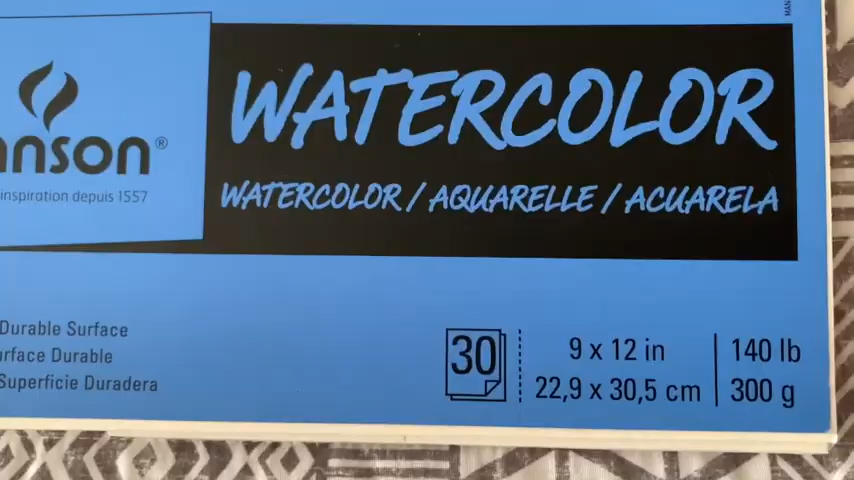 WATERCOLOR
WATERCOLOR / AQUARELLE / ACUARELA
anson®
inspiration depuis 1557
Durable Surface
rface Durable
Superficie Duradera
30
9 x 12 in
22,9 x 30,5 cm
140 lb
300 g
MAN